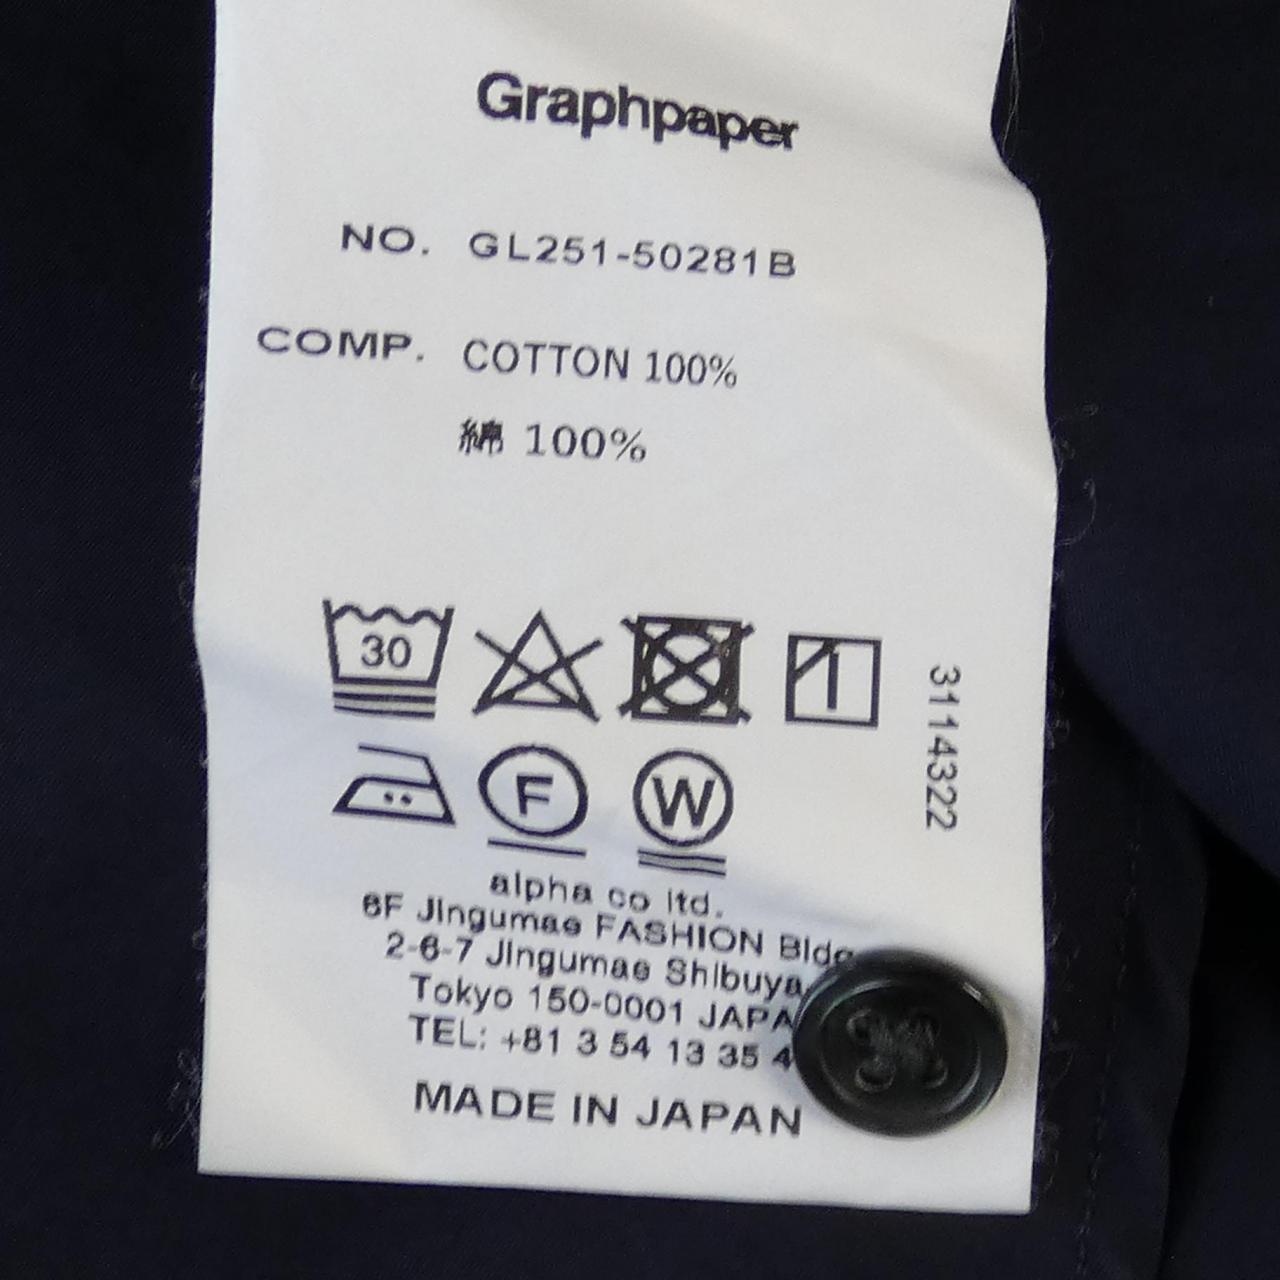 Graphpaper
NO. GL251-50281B
COMP. COTTON 100%
綿 100%
30
3114322
F W
alpha co ltd.
6F Jingumae FASHION Bldg
2-6-7 Jingumae Shibuya
Tokyo 150-0001 JAPA
TEL: +81 3 54 13 35 4
MADE IN JAPAN